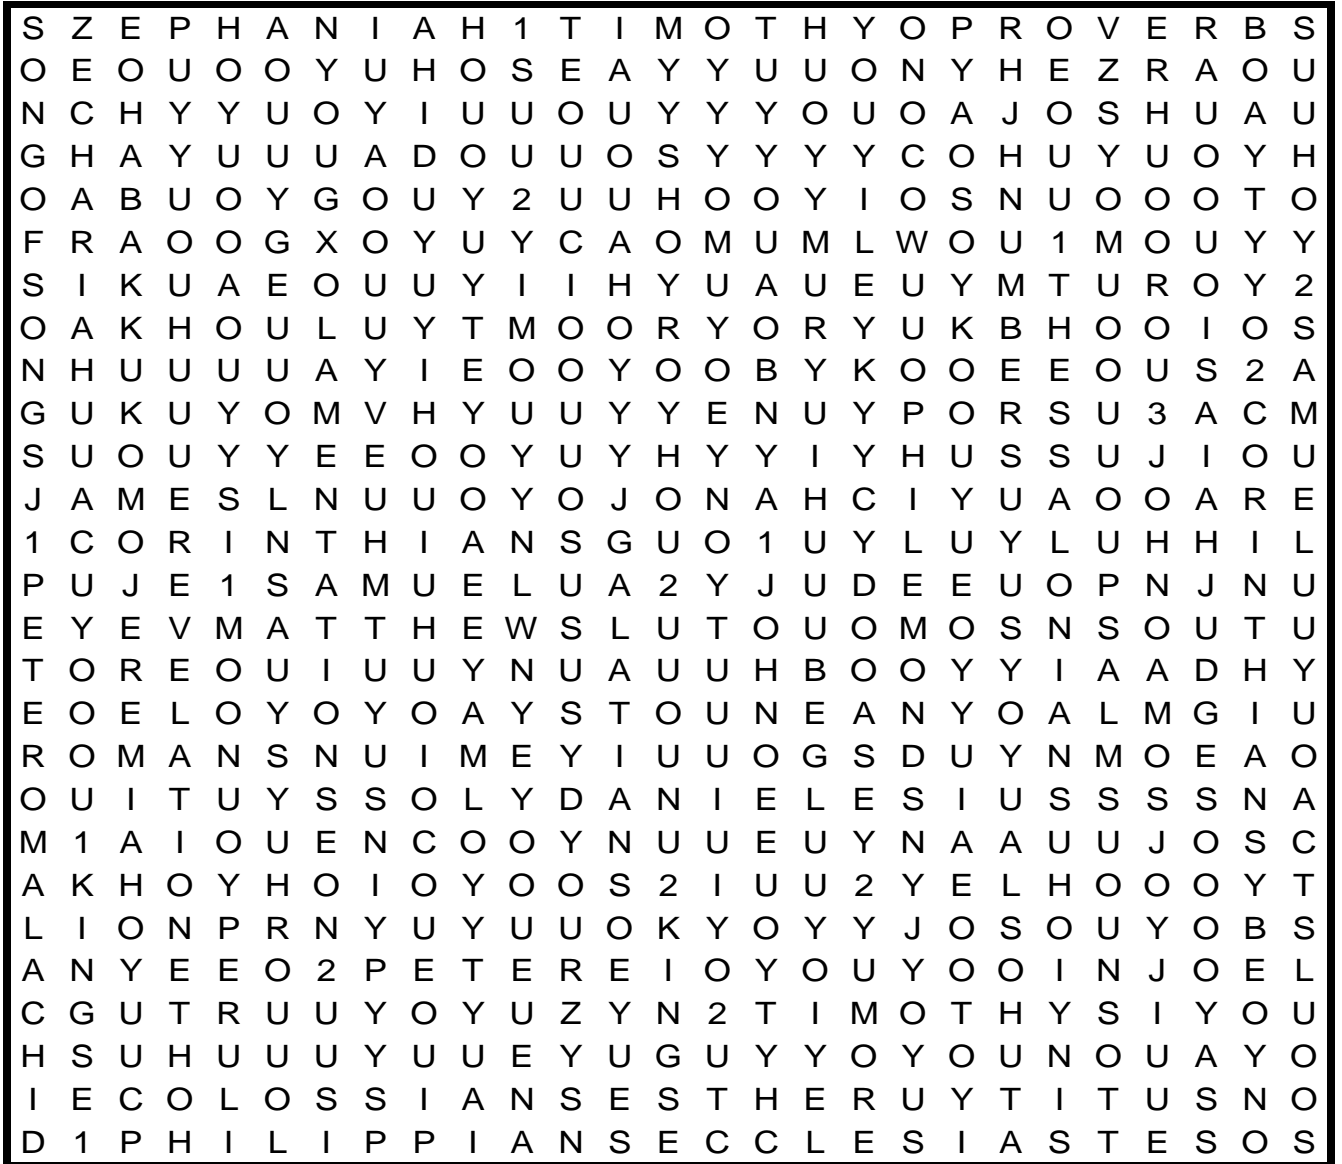 S Z E P H A N I A H 1 T I M O T H Y O P R O V E R B S
O E O U O O Y U H O S E A Y Y U U O N Y H E Z R A O U
N C H Y Y U O Y I U U O U Y Y Y O U O A J O S H U A U
G H A Y U U U A D O U U O S Y Y Y Y C O H U Y U O Y H
O A B U O Y G O U Y 2 U U H O O Y I O S N U O O O T O
F R A O O G X O Y U Y C A O M U M L W O U 1 M O U Y Y
S I K U A E O U U Y I I H Y U A U E U Y M T U R O Y 2
O A K H O U L U Y T M O O R Y O R Y U K B H O O I O S
N H U U U U A Y I E O O Y O O B Y K O O E E O U S 2 A
G U K U Y O M V H Y U U Y Y E N U Y P O R S U 3 A C M
S U O U Y Y E E O O Y U Y H Y Y I Y H U S S U J I O U
J A M E S L N U U O Y O J O N A H C I Y U A O O A R E
1 C O R I N T H I A N S G U O 1 U Y L U Y L U H H I L
P U J E 1 S A M U E L U A 2 Y J U D E E U O P N J N U
E Y E V M A T T H E W S L U T O U O M O S N S O U T U
T O R E O U I U U Y N U A U U H B O O Y Y I A A D H Y
E O E L O Y O Y O A Y S T O U N E A N Y O A L M G I U
R O M A N S N U I M E Y I U U O G S D U Y N M O E A O
O U I T U Y S S O L Y D A N I E L E S I U S S S S N A
M 1 A I O U E N C O O Y N U U E U Y N A A U U J O S C
A K H O Y H O I O Y O O S 2 I U U 2 Y E L H O O O Y T
L I O N P R N Y U Y U U O K Y O Y Y J O S O U Y O B S
A N Y E E O 2 P E T E R E I O Y O U Y O O I N J O E L
C G U T R U U Y O Y U Z Y N 2 T I M O T H Y S I Y O U
H S U H U U U Y U U E Y U G U Y Y O Y O U N O U A Y O
I E C O L O S S I A N S E S T H E R U Y T I T U S N O
D 1 P H I L I P P I A N S E C C L E S I A S T E S O S